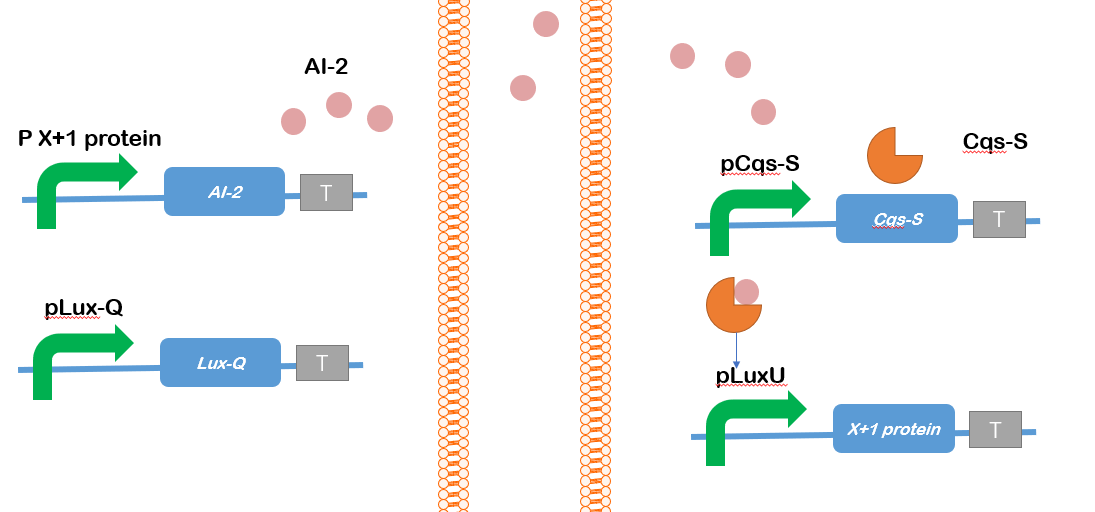 AI-2
P X+1 protein
AI-2
T
pLux-Q
Lux-Q
T
Cqs-S
pCqs-S
Cqs-S
T
pLuxU
X+1 protein
T